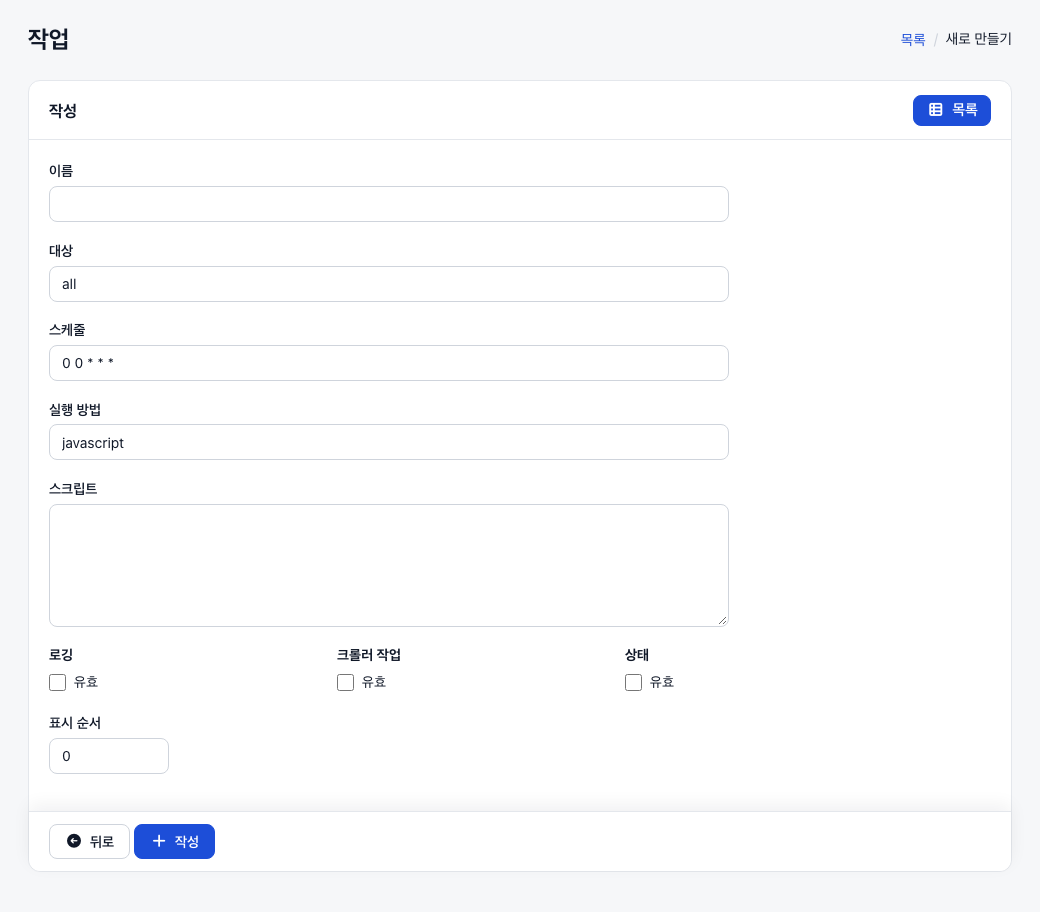 작업
목록 / 새로 만들기
작성
목록
이름
대상
all
스케줄
0 0 * * *
실행 방법
javascript
스크립트
로깅
크롤러 작업
상태
유효
유효
유효
표시 순서
0
뒤로
작성